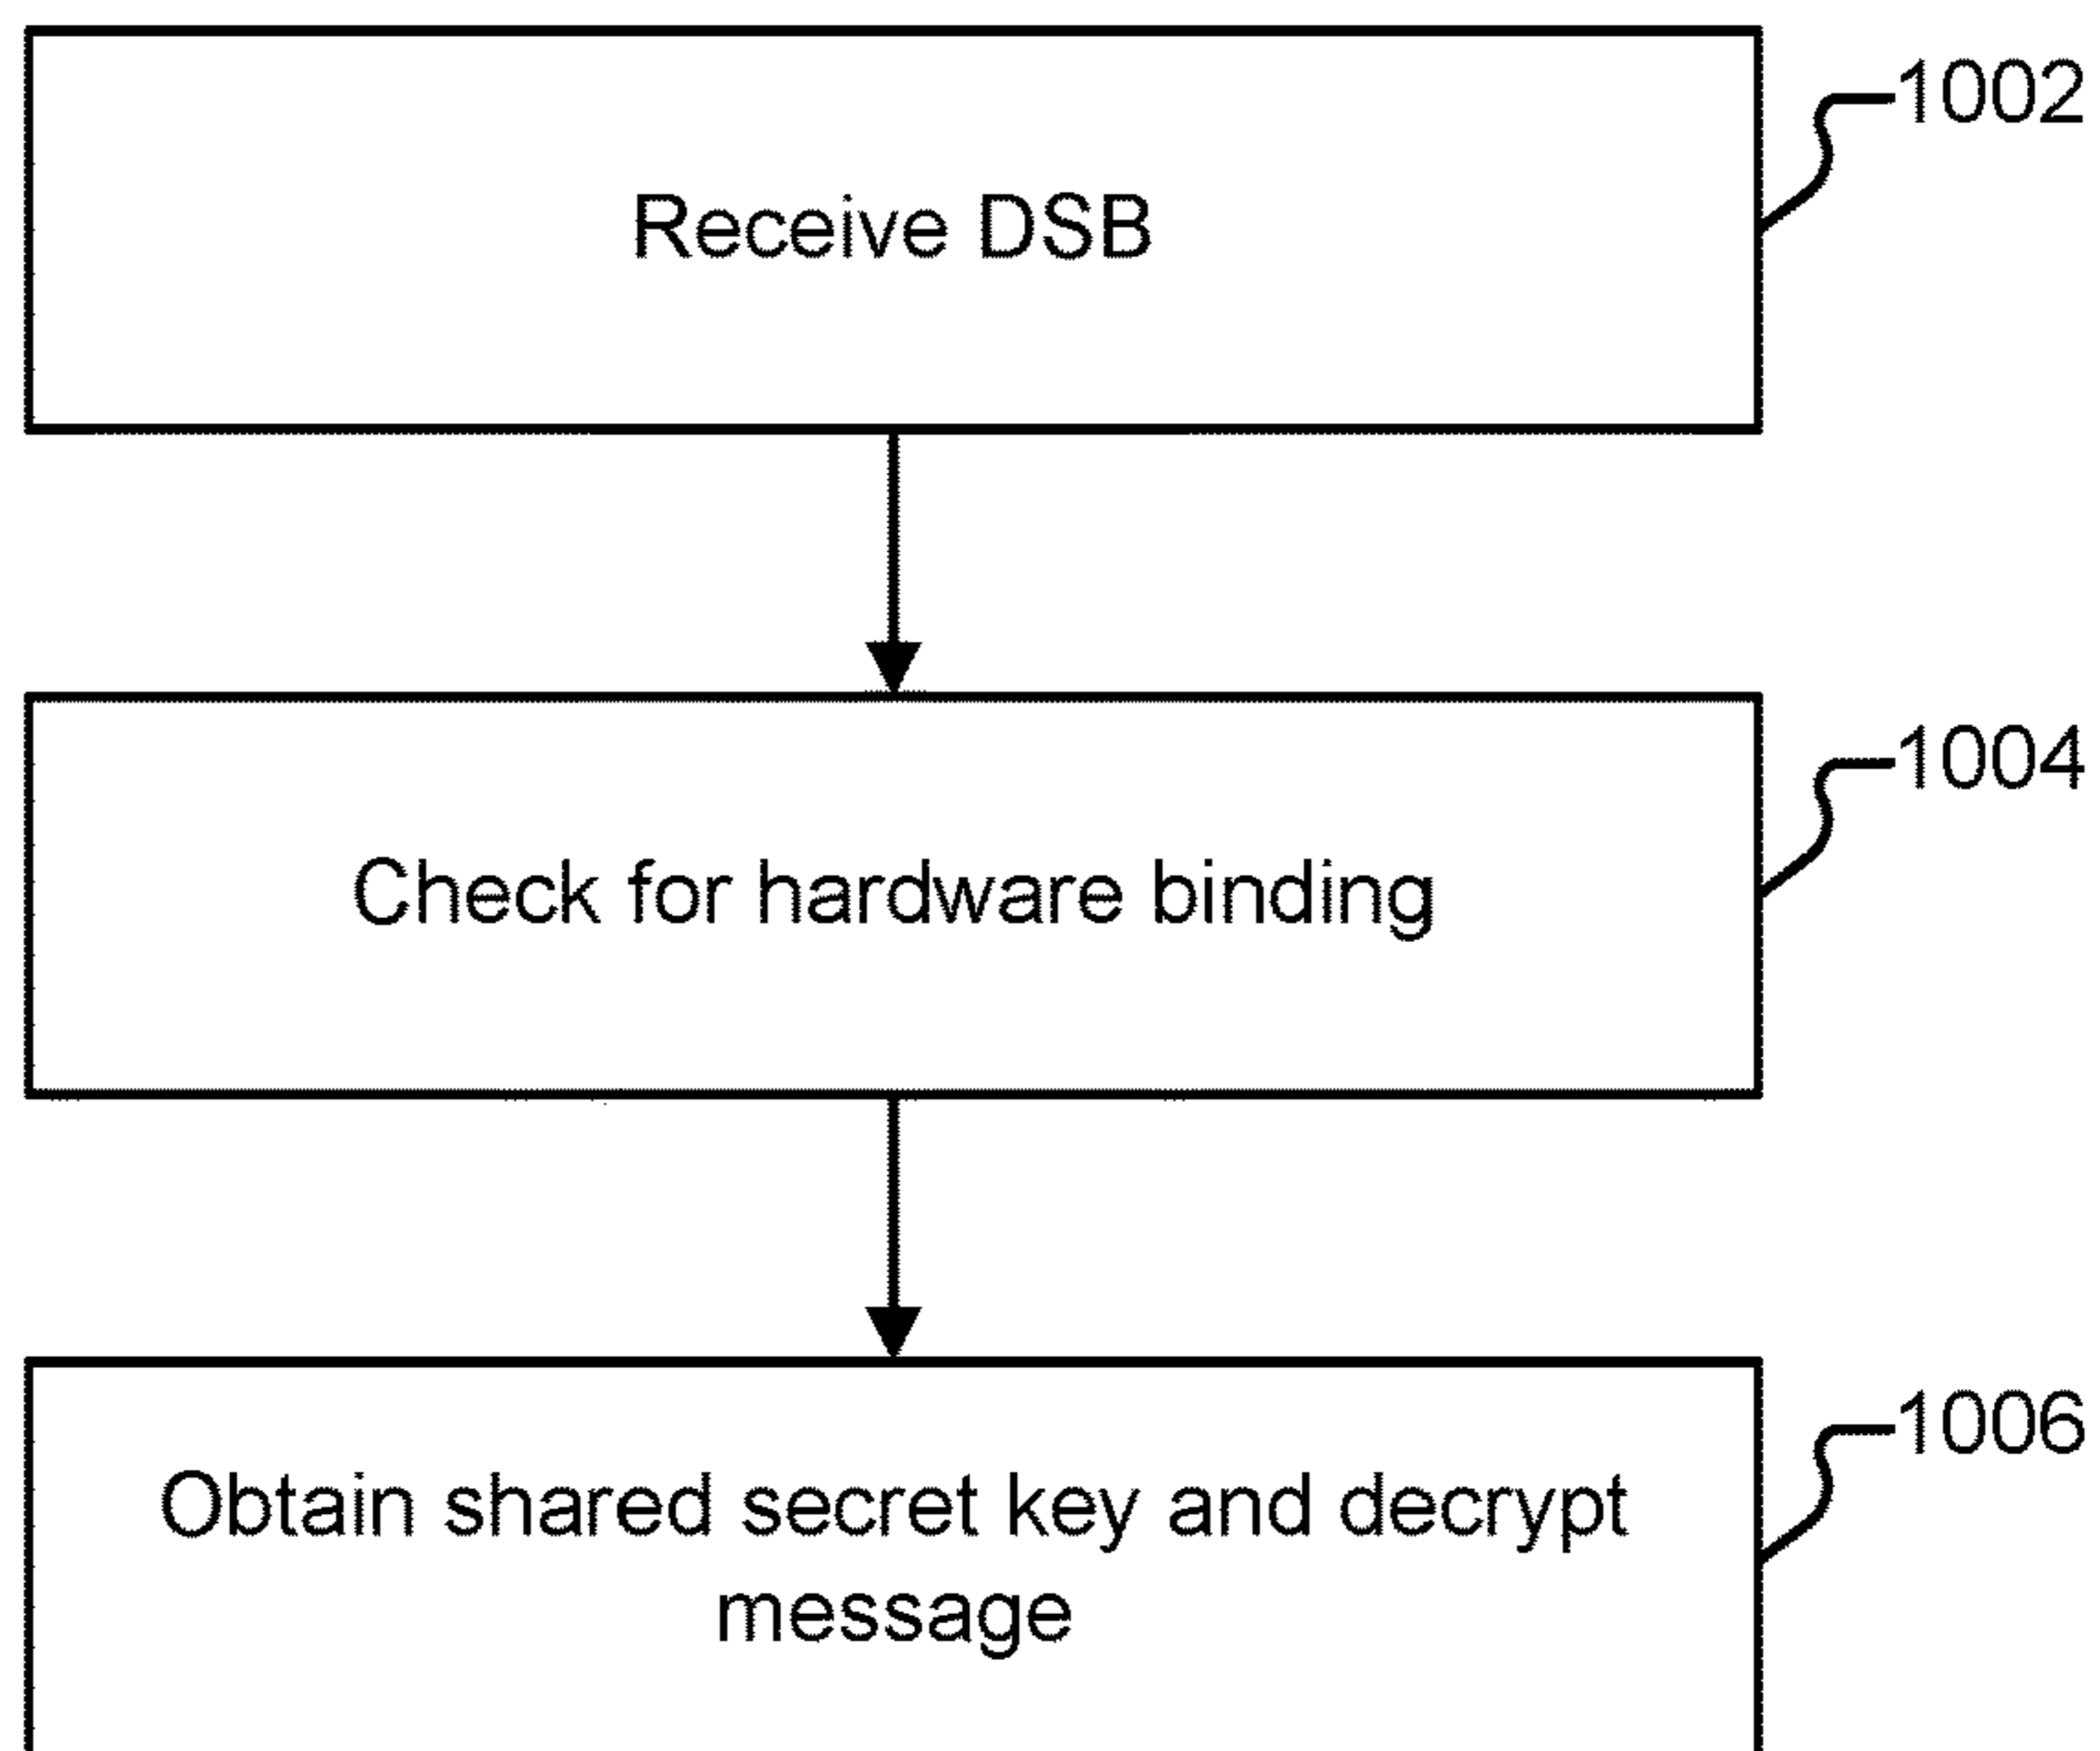 Receive DSB
1002
Check for hardware binding
1004
Obtain shared secret key and decrypt
message
1006